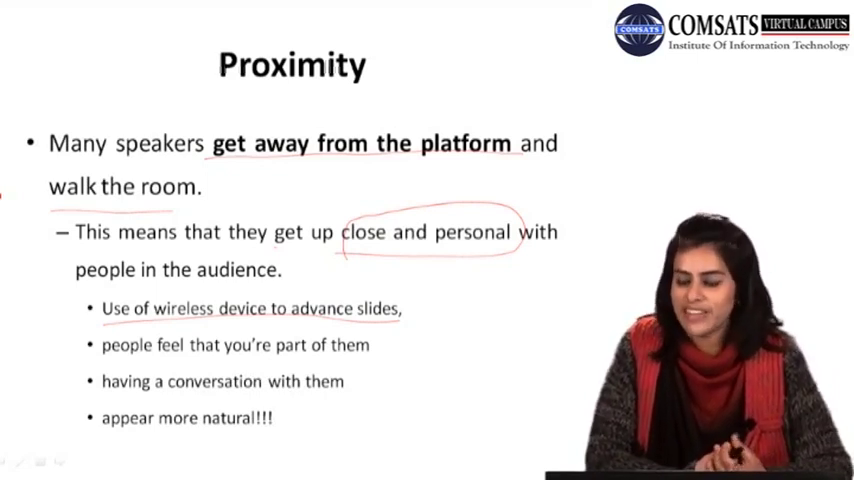 COMSATS VIRTUAL CAMPUS
COMSATS
Institute Of Information Technology
Proximity
• Many speakers get away from the platform and
walk the room.
– This means that they get up close and personal with
people in the audience.
• Use of wireless device to advance slides,
• people feel that you’re part of them
• having a conversation with them
• appear more natural!!!